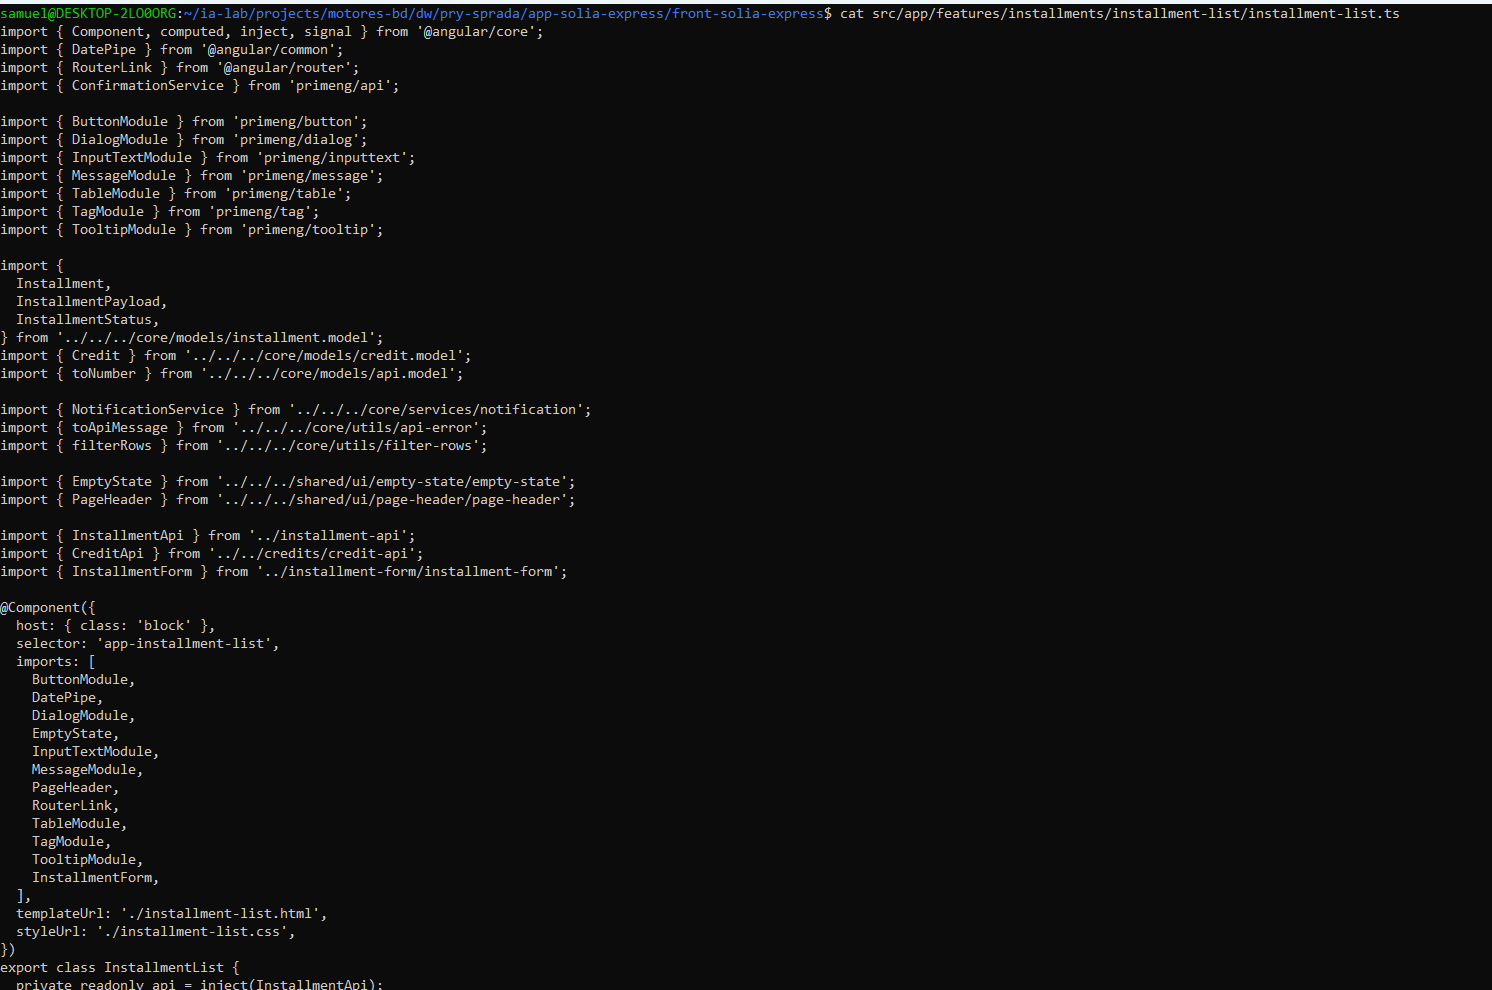 samuel@DESKTOP-2LO0ORG:~/ia-lab/projects/motores-bd/dw/pry-sprada/app-solia-express/front-solia-express$ cat src/app/features/installments/installment-list/installment-list.ts
import { Component, computed, inject, signal } from '@angular/core';
import { DatePipe } from '@angular/common';
import { RouterLink } from '@angular/router';
import { ConfirmationService } from 'primeng/api';

import { ButtonModule } from 'primeng/button';
import { DialogModule } from 'primeng/dialog';
import { InputTextModule } from 'primeng/inputtext';
import { MessageModule } from 'primeng/message';
import { TableModule } from 'primeng/table';
import { TagModule } from 'primeng/tag';
import { TooltipModule } from 'primeng/tooltip';

import {
  Installment,
  InstallmentPayload,
  InstallmentStatus,
} from '../../../core/models/installment.model';
import { Credit } from '../../../core/models/credit.model';
import { toNumber } from '../../../core/models/api.model';

import { NotificationService } from '../../../core/services/notification';
import { toApiMessage } from '../../../core/utils/api-error';
import { filterRows } from '../../../core/utils/filter-rows';

import { EmptyState } from '../../../shared/ui/empty-state/empty-state';
import { PageHeader } from '../../../shared/ui/page-header/page-header';

import { InstallmentApi } from '../installment-api';
import { CreditApi } from '../../credits/credit-api';
import { InstallmentForm } from '../installment-form/installment-form';

@Component({
  host: { class: 'block' },
  selector: 'app-installment-list',
  imports: [
    ButtonModule,
    DatePipe,
    DialogModule,
    EmptyState,
    InputTextModule,
    MessageModule,
    PageHeader,
    RouterLink,
    TableModule,
    TagModule,
    TooltipModule,
    InstallmentForm,
  ],
  templateUrl: './installment-list.html',
  styleUrl: './installment-list.css',
})
export class InstallmentList {
  private readonly api = inject(InstallmentApi);